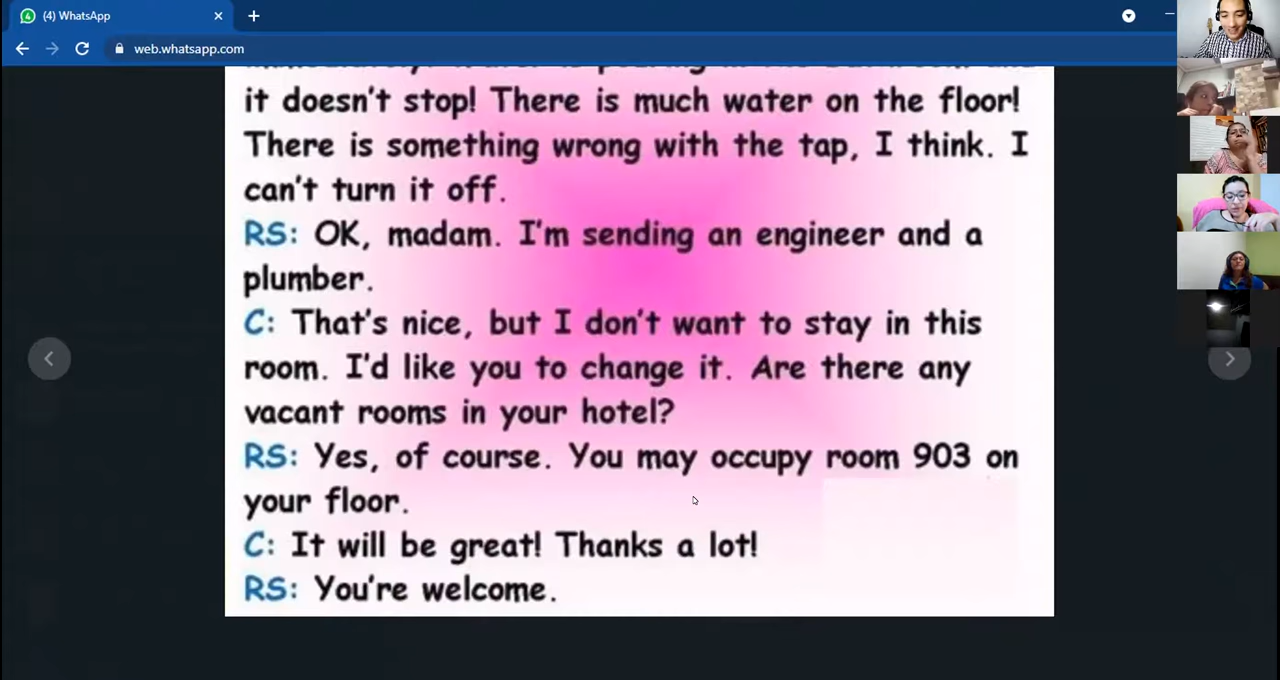 (4) WhatsApp
web.whatsapp.com
it doesn't stop! There is much water on the floor!
There is something wrong with the tap, I think. I
can't turn it off.
RS: OK, madam. I'm sending an engineer and a
plumber.
C: That's nice, but I don't want to stay in this
room. I'd like you to change it. Are there any
vacant rooms in your hotel?
RS: Yes, of course. You may occupy room 903 on
your floor.
C: It will be great! Thanks a lot!
RS: You're welcome.